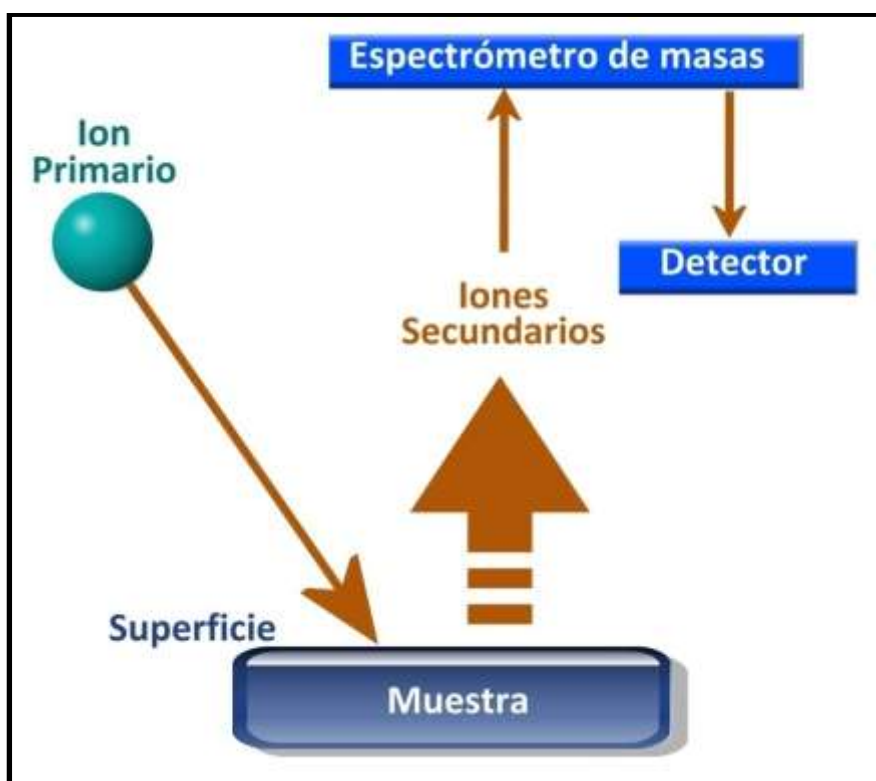 Espectrómetro de masas
Ion
Primario
Detector
Iones
Secundarios
Superficie
Muestra